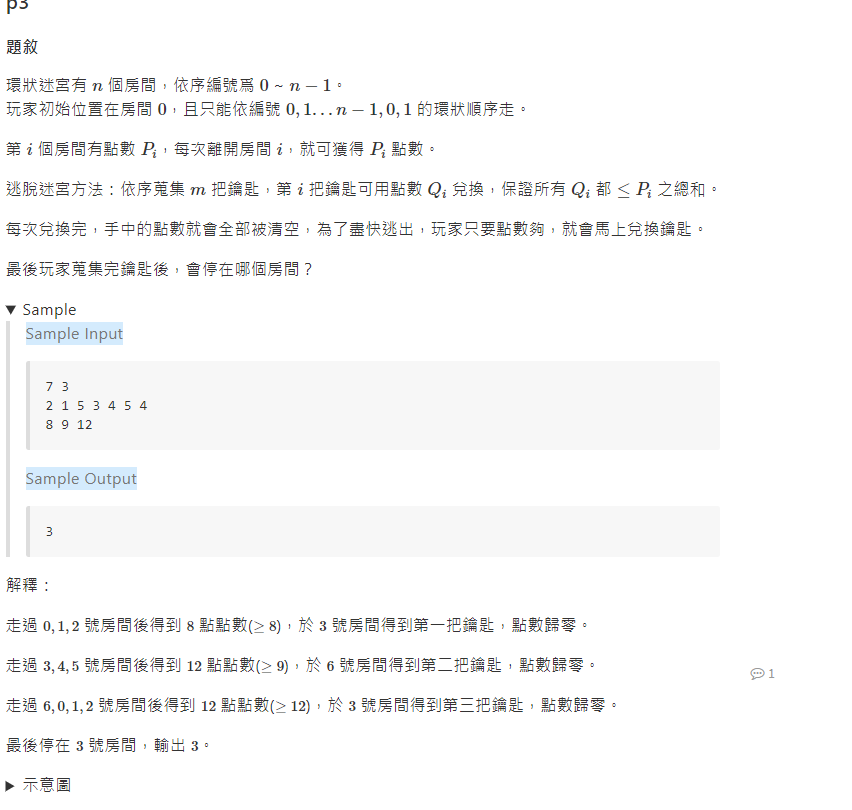 p3
題敘
環狀迷宮有 n 個房間，依序編號為 0 ~ n − 1。
玩家初始位置在房間 0，且只能依編號 0, 1 . . . n − 1, 0, 1 的環狀順序走。
第 i 個房間有點數 Pᵢ，每次離開房間 i，就可獲得 Pᵢ 點數。
逃脫迷宮方法：依序蒐集 m 把鑰匙，第 i 把鑰匙可用點數 Qᵢ 兌換，保證所有 Qᵢ 都 ≤ Pᵢ 之總和。
每次兌換完，手中的點數就會全部被清空，為了盡快逃出，玩家只要點數夠，就會馬上兌換鑰匙。
最後玩家蒐集完鑰匙後，會停在哪個房間？
▼ Sample
Sample Input
7 3
2 1 5 3 4 5 4
8 9 12
Sample Output
3
解釋：
走過 0, 1, 2 號房間後得到 8 點點數(≥ 8)，於 3 號房間得到第一把鑰匙，點數歸零。
走過 3, 4, 5 號房間後得到 12 點點數(≥ 9)，於 6 號房間得到第二把鑰匙，點數歸零。
1
走過 6, 0, 1, 2 號房間後得到 12 點點數(≥ 12)，於 3 號房間得到第三把鑰匙，點數歸零。
最後停在 3 號房間，輸出 3。
▶ 示意圖